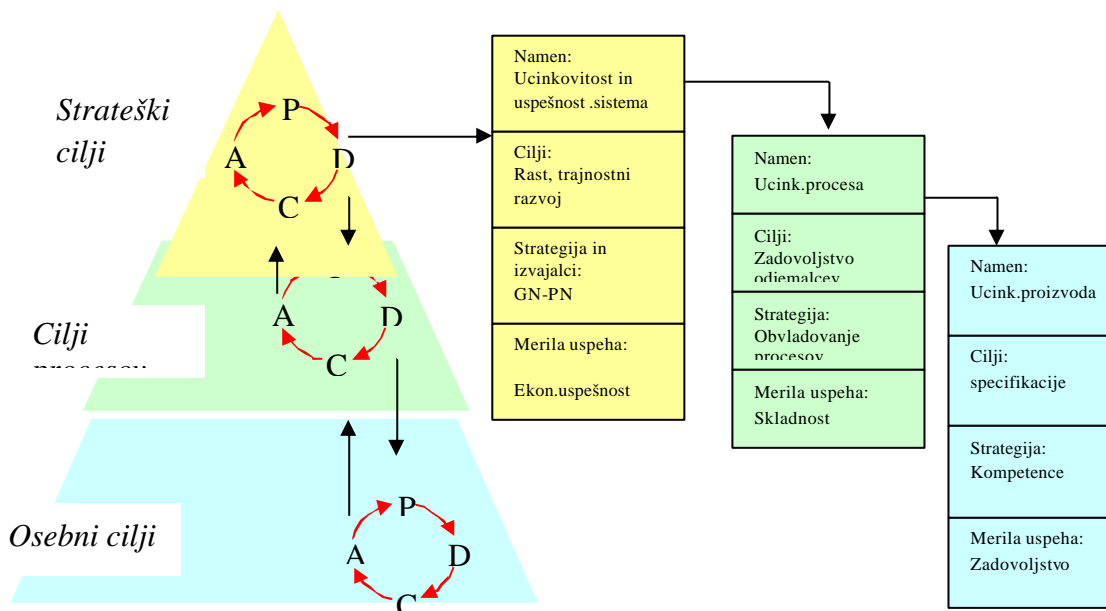 Strateški
cilji
P
A
D
C
Cilji
A
D
C
Osebni cilji
P
A
D
C
Namen:
Ucinkovitost in
uspešnost .sistema
Cilji:
Rast, trajnostni
razvoj
Strategija in
izvajalci:
GN-PN
Merila uspeha:
Ekon.uspešnost
Namen:
Ucink.procesa
Cilji:
Zadovoljstvo
odjemalcev
Strategija:
Obvladovanje
procesov
Merila uspeha:
Skladnost
Namen:
Ucink.proizvoda
Cilji:
specifikacije
Strategija:
Kompetence
Merila uspeha:
Zadovoljstvo